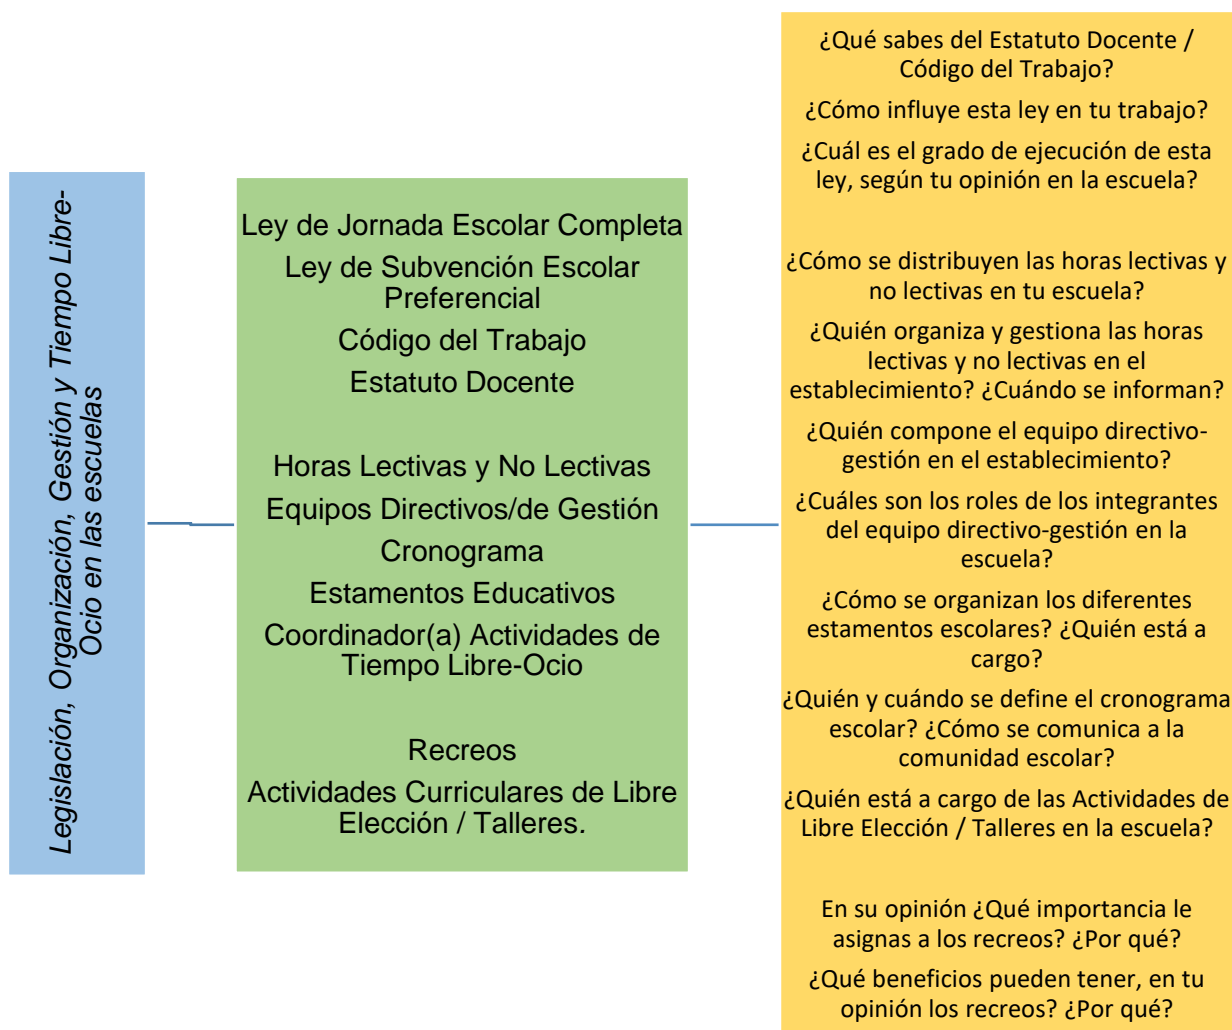 Legislación, Organización, Gestión y Tiempo Libre-
Ocio en las escuelas
Ley de Jornada Escolar Completa
Ley de Subvención Escolar
Preferencial
Código del Trabajo
Estatuto Docente
Horas Lectivas y No Lectivas
Equipos Directivos/de Gestión
Cronograma
Estamentos Educativos
Coordinador(a) Actividades de
Tiempo Libre-Ocio
Recreos
Actividades Curriculares de Libre
Elección / Talleres.
¿Qué sabes del Estatuto Docente /
Código del Trabajo?
¿Cómo influye esta ley en tu trabajo?
¿Cuál es el grado de ejecución de esta
ley, según tu opinión en la escuela?
¿Cómo se distribuyen las horas lectivas y
no lectivas en tu escuela?
¿Quién organiza y gestiona las horas
lectivas y no lectivas en el
establecimiento? ¿Cuándo se informan?
¿Quién compone el equipo directivo-
gestión en el establecimiento?
¿Cuáles son los roles de los integrantes
del equipo directivo-gestión en la
escuela?
¿Cómo se organizan los diferentes
estamentos escolares? ¿Quién está a
cargo?
¿Quién y cuándo se define el cronograma
escolar? ¿Cómo se comunica a la
comunidad escolar?
¿Quién está a cargo de las Actividades de
Libre Elección / Talleres en la escuela?
En su opinión ¿Qué importancia le
asignas a los recreos? ¿Por qué?
¿Qué beneficios pueden tener, en tu
opinión los recreos? ¿Por qué?